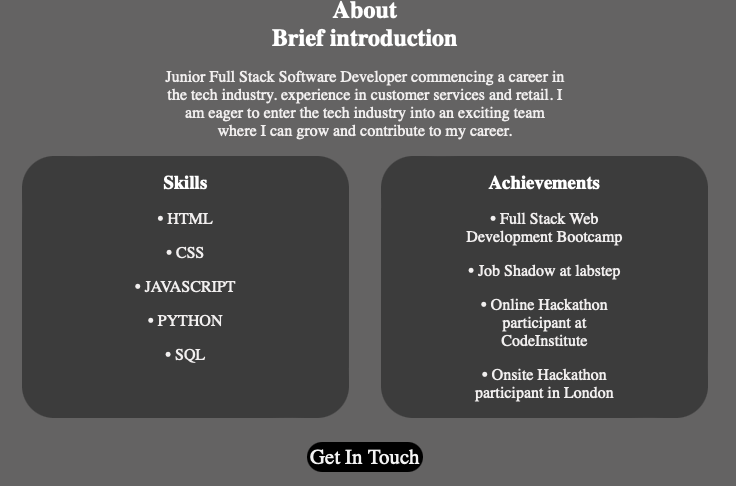 About
Brief introduction
Junior Full Stack Software Developer commencing a career in
the tech industry. experience in customer services and retail. I
am eager to enter the tech industry into an exciting team
where I can grow and contribute to my career.
Skills
• HTML
• CSS
• JAVASCRIPT
• PYTHON
• SQL
Achievements
• Full Stack Web
Development Bootcamp
• Job Shadow at labstep
• Online Hackathon
participant at
CodeInstitute
• Onsite Hackathon
participant in London
Get In Touch